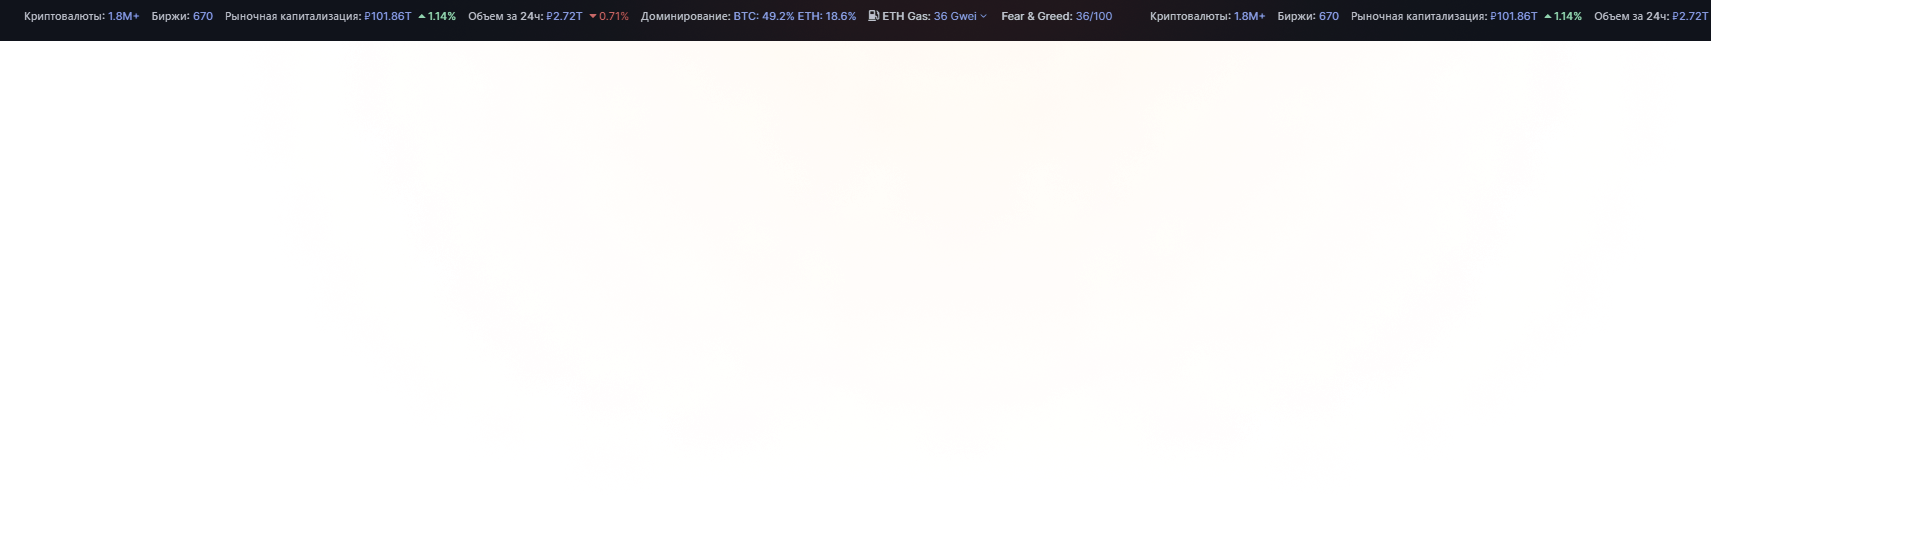 Криптовалюты: 1.8M+ Биржи: 670 Рыночная капитализация: ₽101.86T 1.14% Объем за 24ч: ₽2.72T 0.71% Доминирование: BTC: 49.2% ETH: 18.6% ETH Gas: 36 Gwei Fear & Greed: 36/100 Криптовалюты: 1.8M+ Биржи: 670 Рыночная капитализация: ₽101.86T 1.14% Объем за 24ч: ₽2.72T